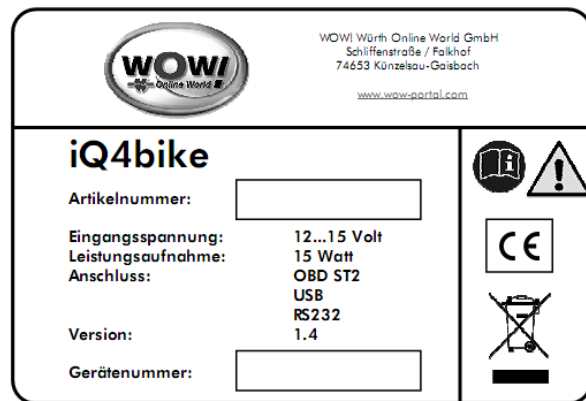 WOW!
Online World
WOW! Würth Online World GmbH
Schliffenstraße / Falkhof
74653 Künzelsau-Gaisbach
www.wow-portal.com
iQ4bike
Artikelnummer:
Eingangsspannung: 12...15 Volt
Leistungsaufnahme: 15 Watt
Anschluss: OBD ST2
USB
RS232
Version: 1.4
Gerätenummer:
CE